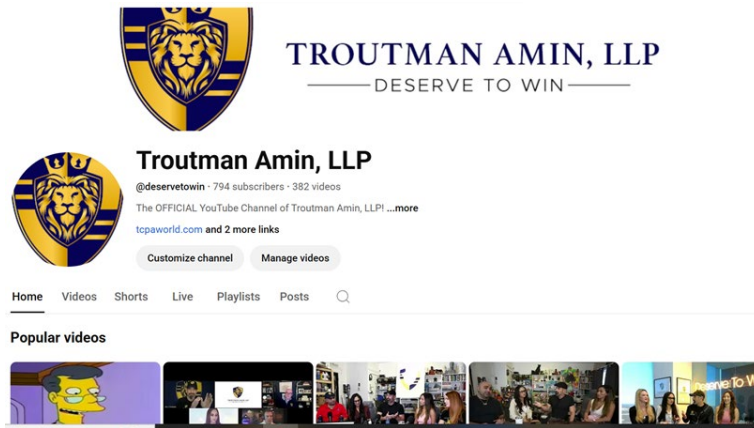 TROUTMAN AMIN, LLP
DESERVE TO WIN
Troutman Amin, LLP
@deservetowin · 794 subscribers · 382 videos
The OFFICIAL YouTube Channel of Troutman Amin, LLP! ...more
tcpaworld.com and 2 more links
Customize channel Manage videos
Home Videos Shorts Live Playlists Posts
Popular videos